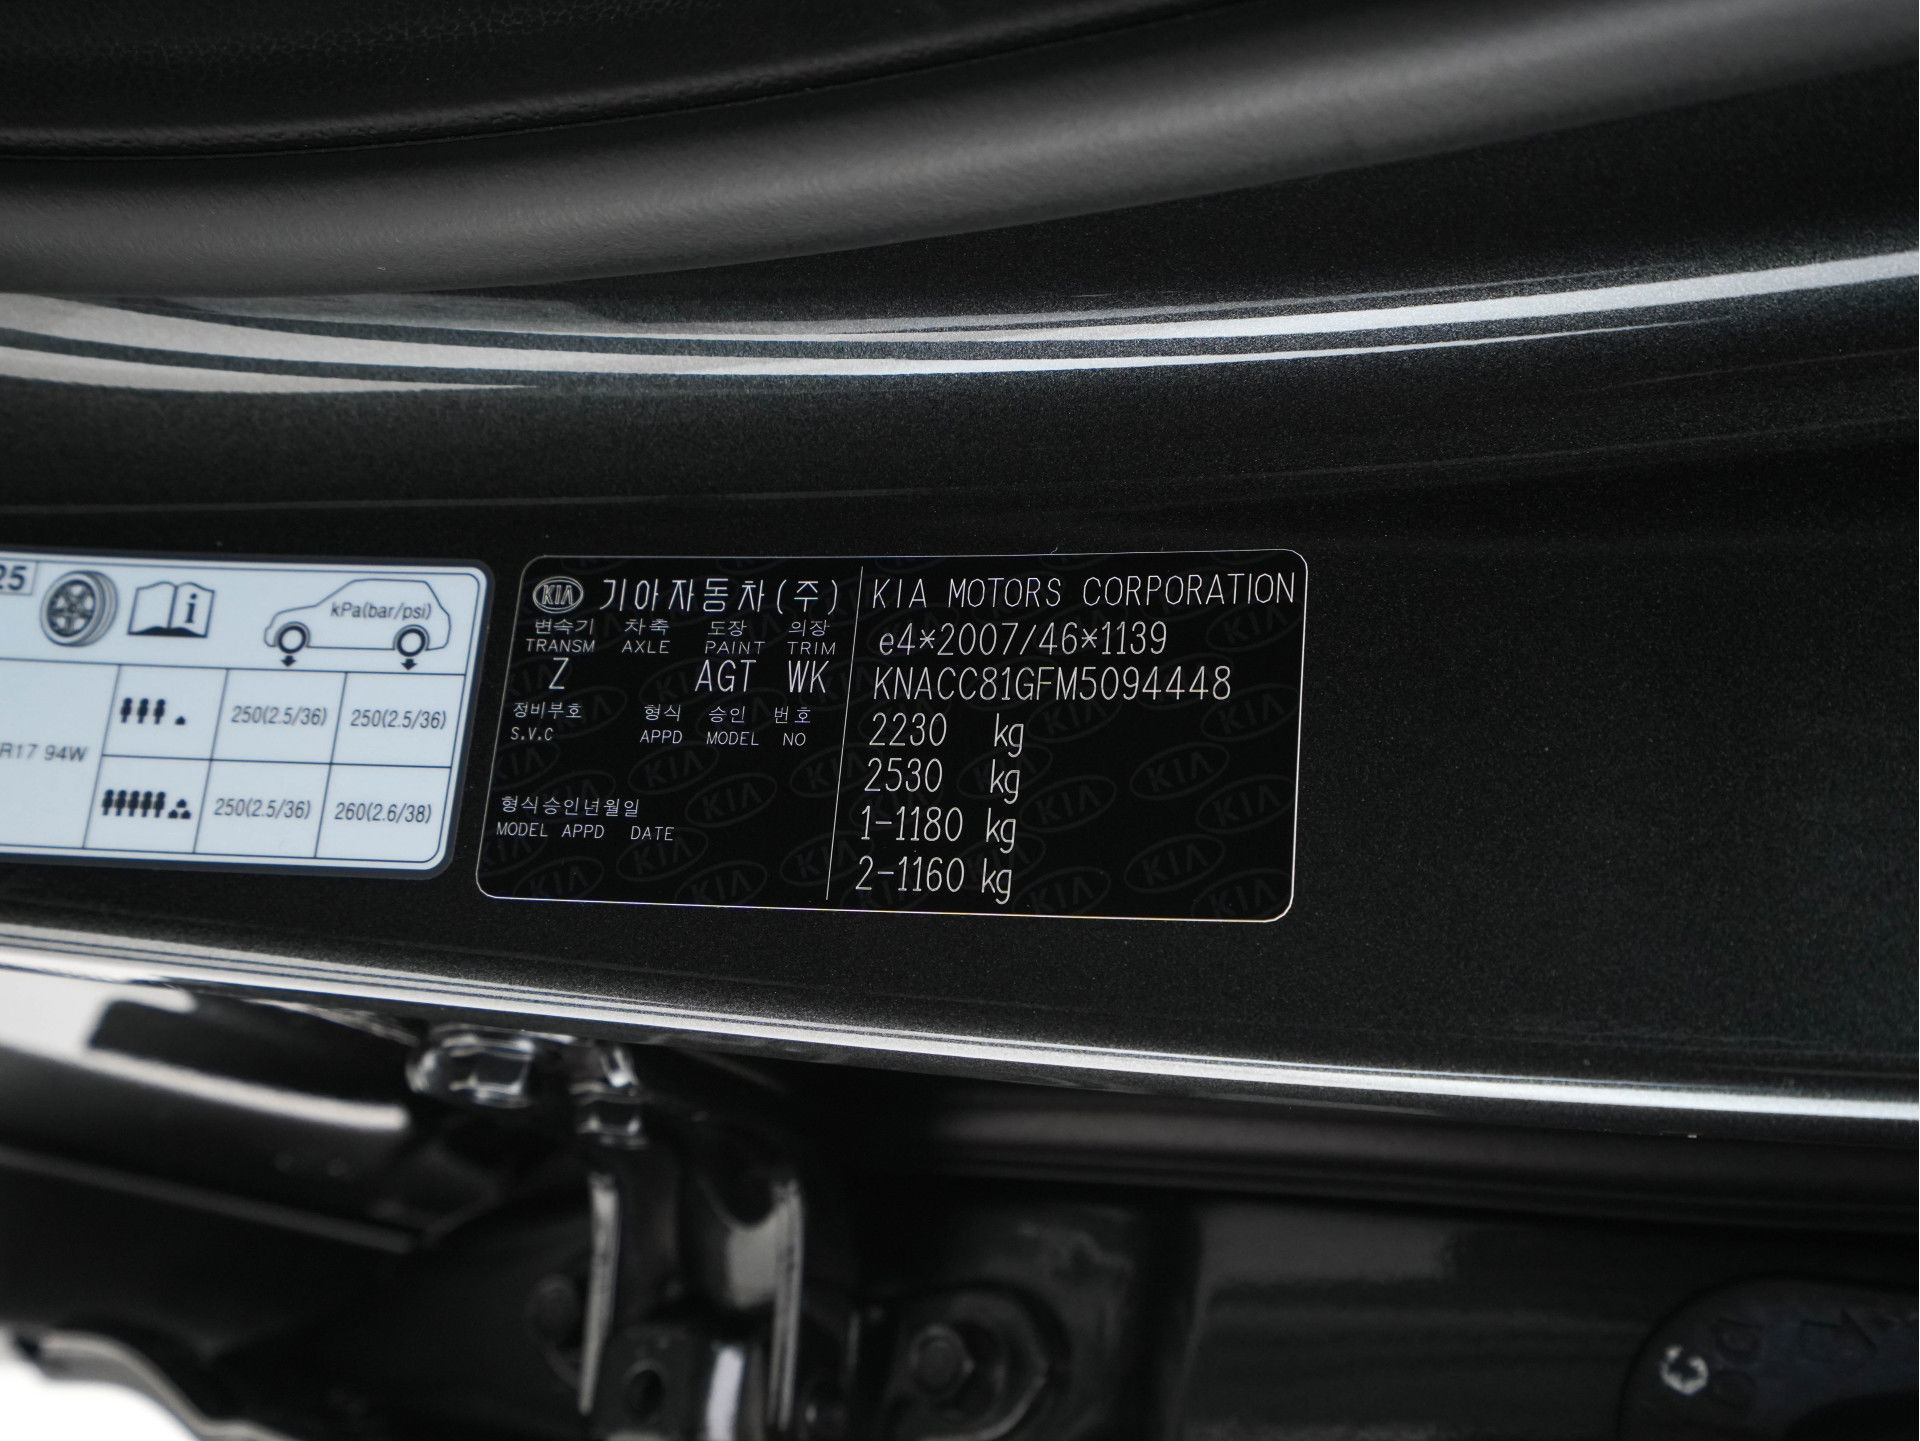 25
kPa(bar/psi)
250(2.5/36) 250(2.5/36)
R17 94W
250(2.5/36) 260(2.6/38)
KIA 기아자동차(주) KIA MOTORS CORPORATION
변속기 차축 도장 의장
TRANSM AXLE PAINT TRIM
e4*2007/46*1139
Z AGT WK
KNACC81GFM5094448
정비부호 형식 승인 번호
S.V.C APPD MODEL NO
2230 kg
2530 kg
형식승인년월일
MODEL APPD DATE
1-1180 kg
2-1160 kg